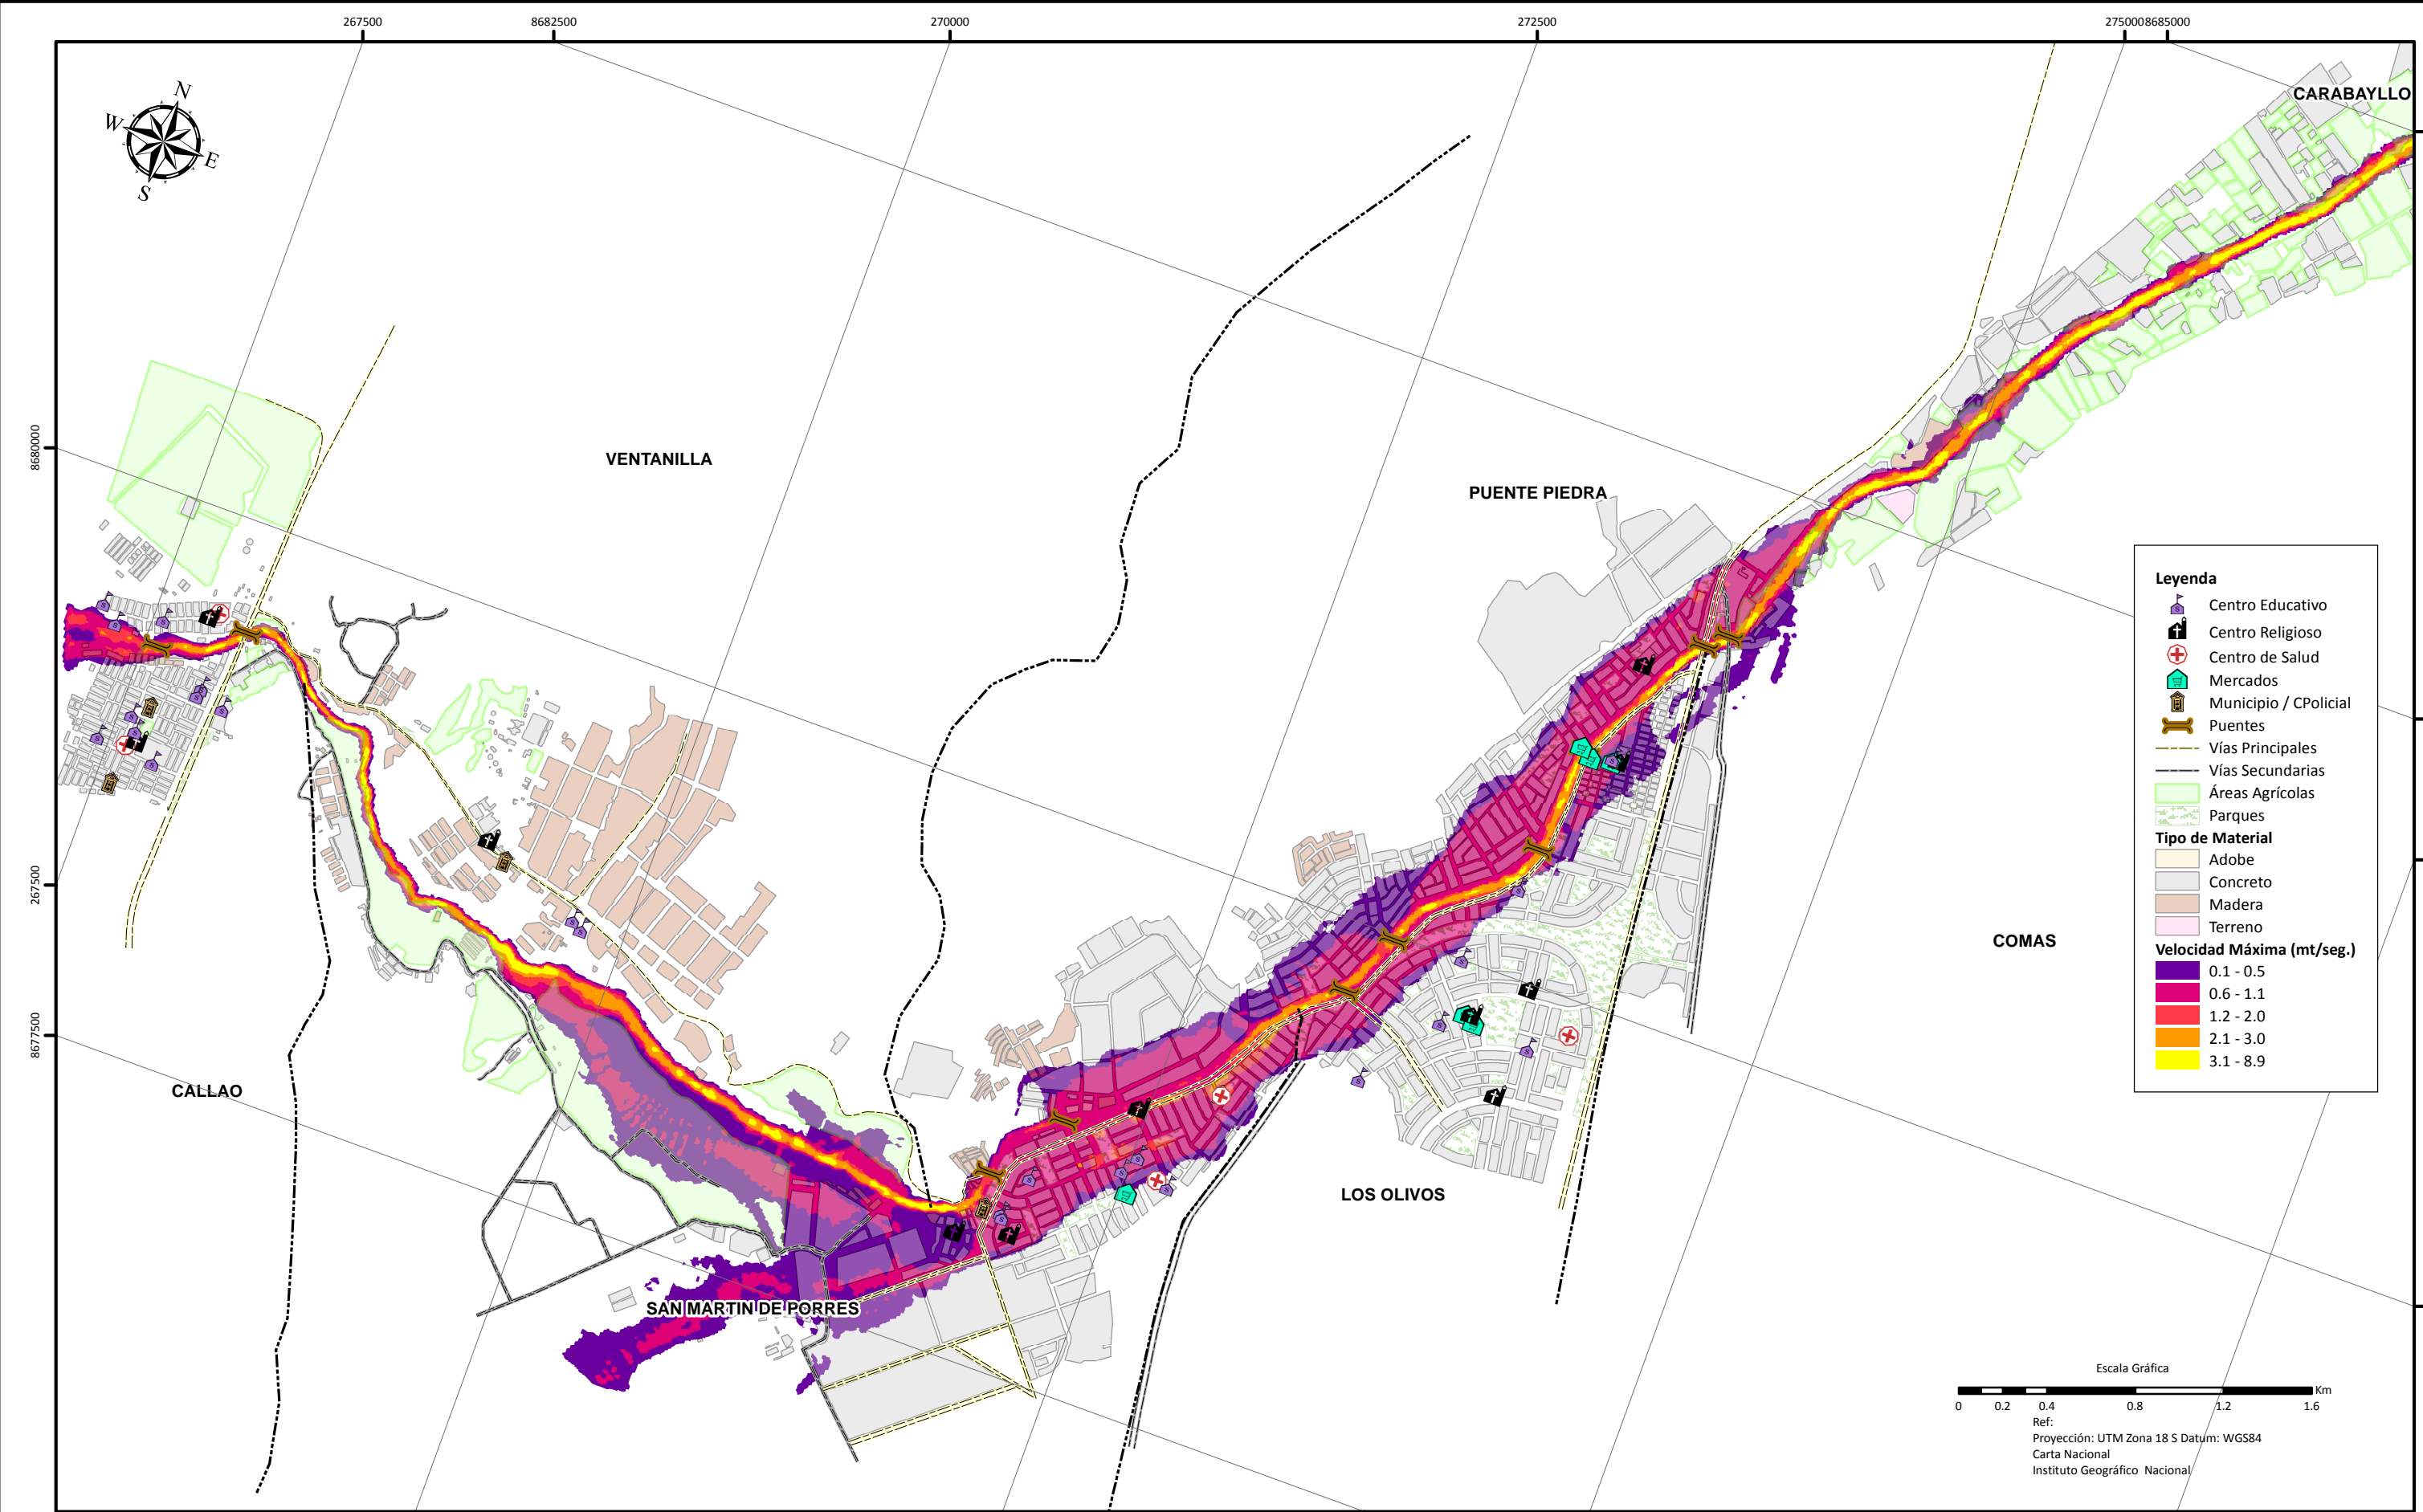 267500
8682500
270000
272500
275000
8685000
N
W
E
S
CARABAYLLO
8680000
VENTANILLA
PUENTE PIEDRA
Leyenda
Centro Educativo
Centro Religioso
Centro de Salud
Mercados
Municipio / CPolicial
Puentes
Vías Principales
Vías Secundarias
Áreas Agrícolas
Parques
Tipo de Material
Adobe
Concreto
Madera
Terreno
Velocidad Máxima (mt/seg.)
0.1 - 0.5
0.6 - 1.1
1.2 - 2.0
2.1 - 3.0
3.1 - 8.9
267500
COMAS
8677500
CALLAO
LOS OLIVOS
SAN MARTIN DE PORRES
Escala Gráfica
Km
0 0.2 0.4 0.8 1.2 1.6
Ref:
Proyección: UTM Zona 18 S Datum: WGS84
Carta Nacional
Instituto Geográfico Nacional